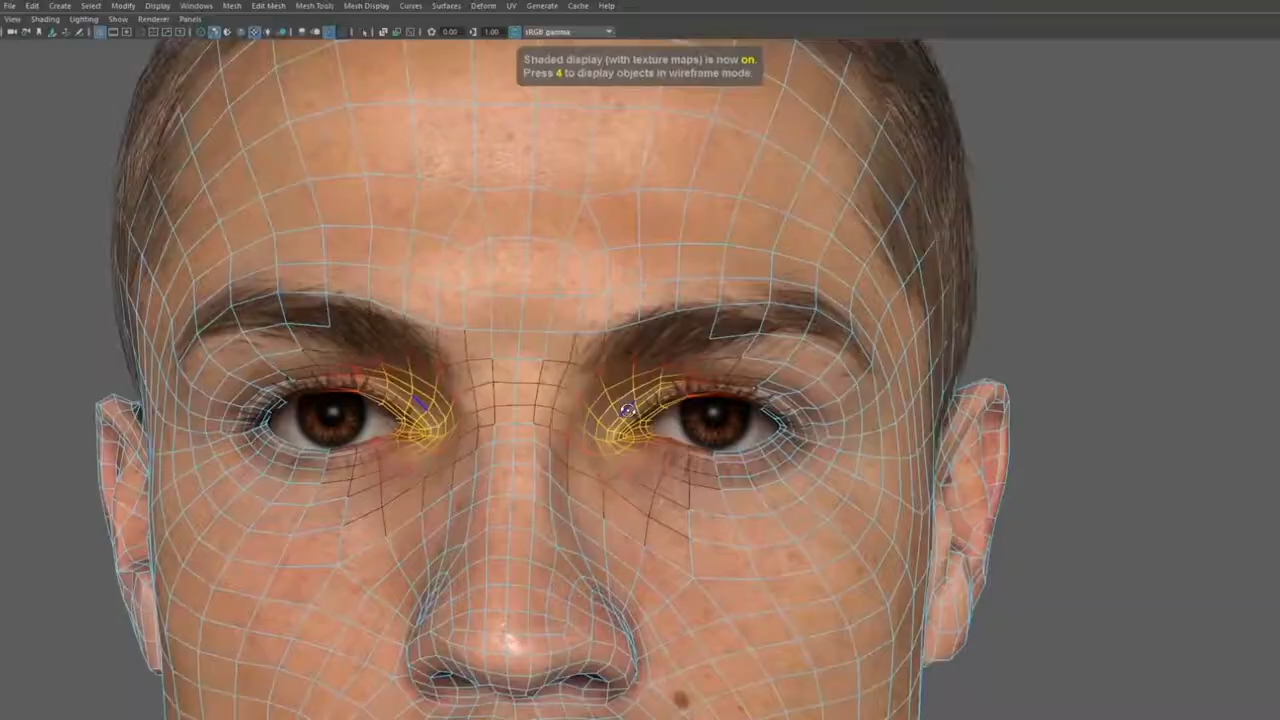 File Edit Create Select Modify Display Windows Mesh Edit Mesh Mesh Tools Mesh Display Curves Surfaces Deform UV Generate Cache Help
View Shading Lighting Show Renderer Panels
0.00 1.00 sRGB gamma
Shaded display (with texture maps) is now on.
Press 4 to display objects in wireframe mode.